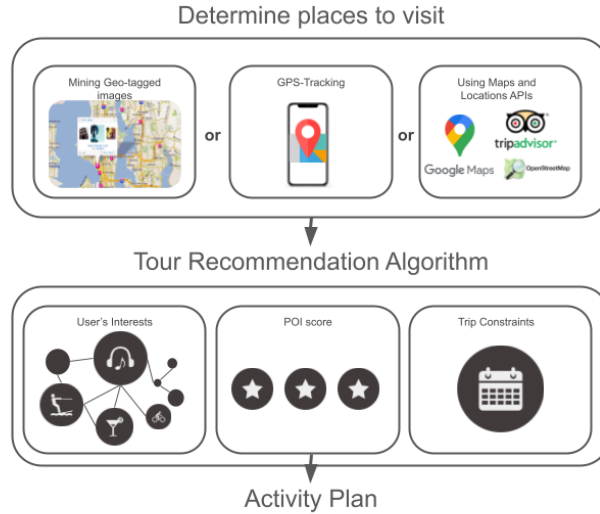 Determine places to visit
Mining Geo-tagged
images
or
GPS-Tracking
or
Using Maps and
Locations APIs
Google Maps
tripadvisor®
OpenStreetMap
Tour Recommendation Algorithm
User's Interests
POI score
Trip Constraints
Activity Plan